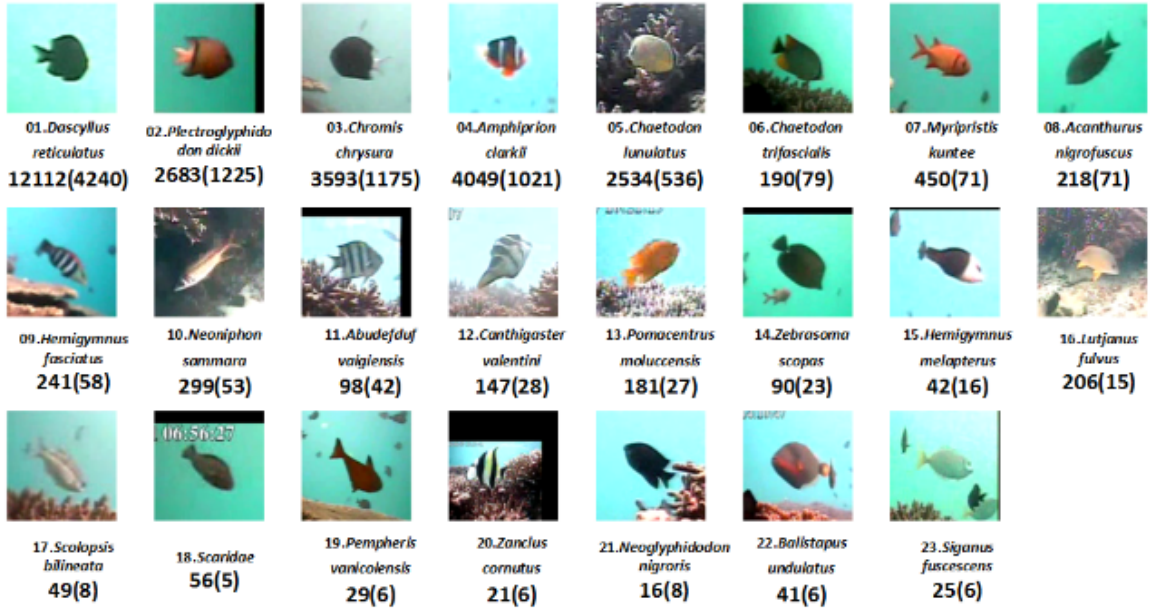 01.Dascyllus
reticulatus
12112(4240)
02.Plectroglyphido
don dickii
2683(1225)
03.Chromis
chrysura
3593(1175)
04.Amphiprion
clarkii
4049(1021)
05.Chaetodon
lunulatus
2534(536)
06.Chaetodon
trifascialis
190(79)
07.Myripristis
kuntee
450(71)
08.Acanthurus
nigrofuscus
218(71)
09.Hemigymnus
fasciatus
241(58)
10.Neoniphon
sammara
299(53)
11.Abudefduf
vaigiensis
98(42)
12.Canthigaster
valentini
147(28)
13.Pomacentrus
moluccensis
181(27)
14.Zebrasoma
scopas
90(23)
15.Hemigymnus
melapterus
42(16)
16.Lutjanus
fulvus
206(15)
06:56:27
17.Scolopsis
bilineata
49(8)
18.Scaridae
56(5)
19.Pempheris
vanicolensis
29(6)
20.Zanclus
cornutus
21(6)
21.Neoglyphidodon
nigroris
16(8)
22.Balistapus
undulatus
41(6)
23.Siganus
fuscescens
25(6)